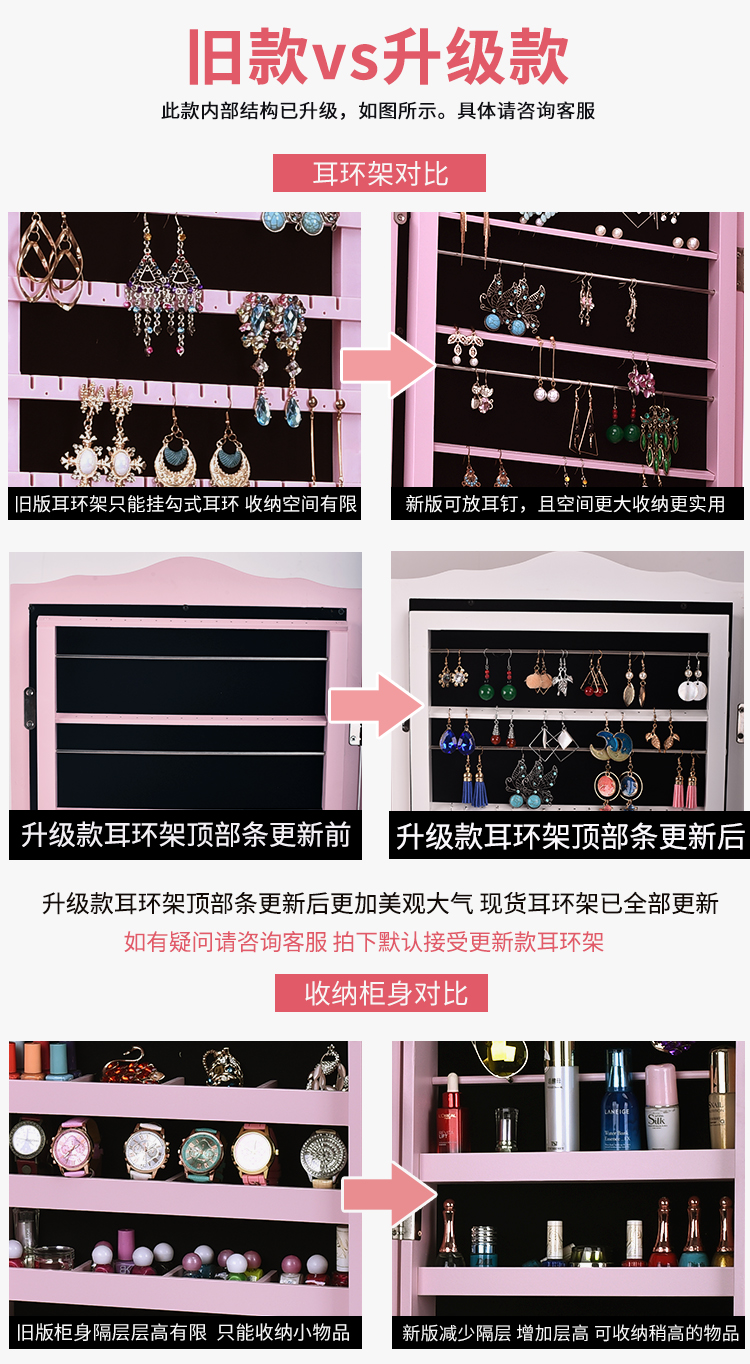 旧款vs升级款
此款内部结构已升级，如图所示。具体请咨询客服
耳环架对比
旧版耳环架只能挂勾式耳环 收纳空间有限
新版可放耳钉，且空间更大收纳更实用
升级款耳环架顶部条更新前
升级款耳环架顶部条更新后
升级款耳环架顶部条更新后更加美观大气 现货耳环架已全部更新
如有疑问请咨询客服 拍下默认接受更新款耳环架
收纳柜身对比
LANEIGE
Water Bank
Essence_EX
Silk
旧版柜身隔层层高有限 只能收纳小物品
新版减少隔层 增加层高 可收纳稍高的物品